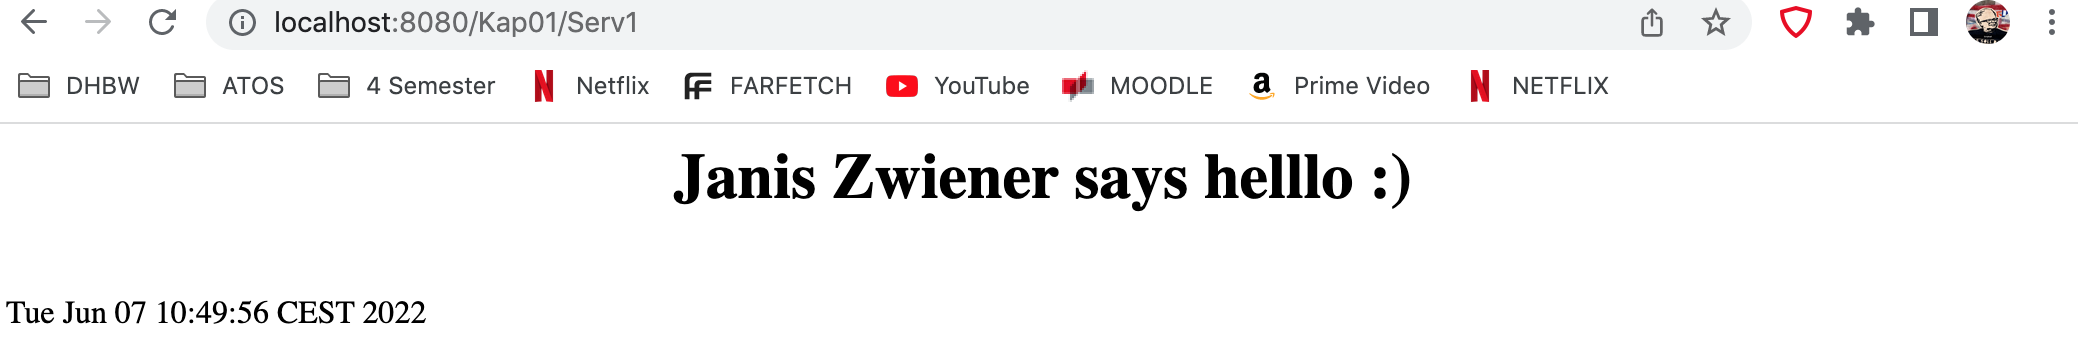 localhost:8080/Kap01/Serv1
DHBW ATOS 4 Semester Netflix FARFETCH YouTube MOODLE Prime Video NETFLIX
Janis Zwiener says helllo :)
Tue Jun 07 10:49:56 CEST 2022